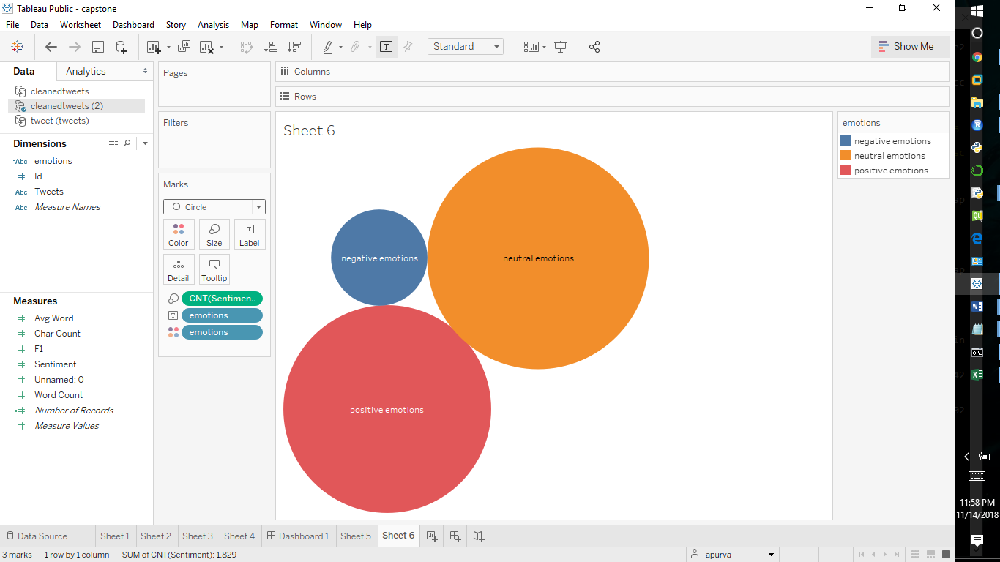 Tableau Public - capstone
File Data Worksheet Dashboard Story Analysis Map Format Window Help
Standard
Show Me
Data Analytics
cleanedtweets
cleanedtweets (2)
tweet (tweets)
Dimensions
=Abc emotions
# Id
Abc Tweets
Abc Measure Names
Measures
# Avg Word
# Char Count
# F1
# Sentiment
# Unnamed: 0
# Word Count
=# Number of Records
# Measure Values
Pages
Filters
Marks
Circle
Color Size Label
Detail Tooltip
CNT(Sentimen..
emotions
emotions
Columns
Rows
Sheet 6
negative emotions
neutral emotions
positive emotions
emotions
negative emotions
neutral emotions
positive emotions
Data Source Sheet 1 Sheet 2 Sheet 3 Sheet 4 Dashboard 1 Sheet 5 Sheet 6
3 marks 1 row by 1 column SUM of CNT(Sentiment): 1,829
apurva
11:58 PM
11/14/2018